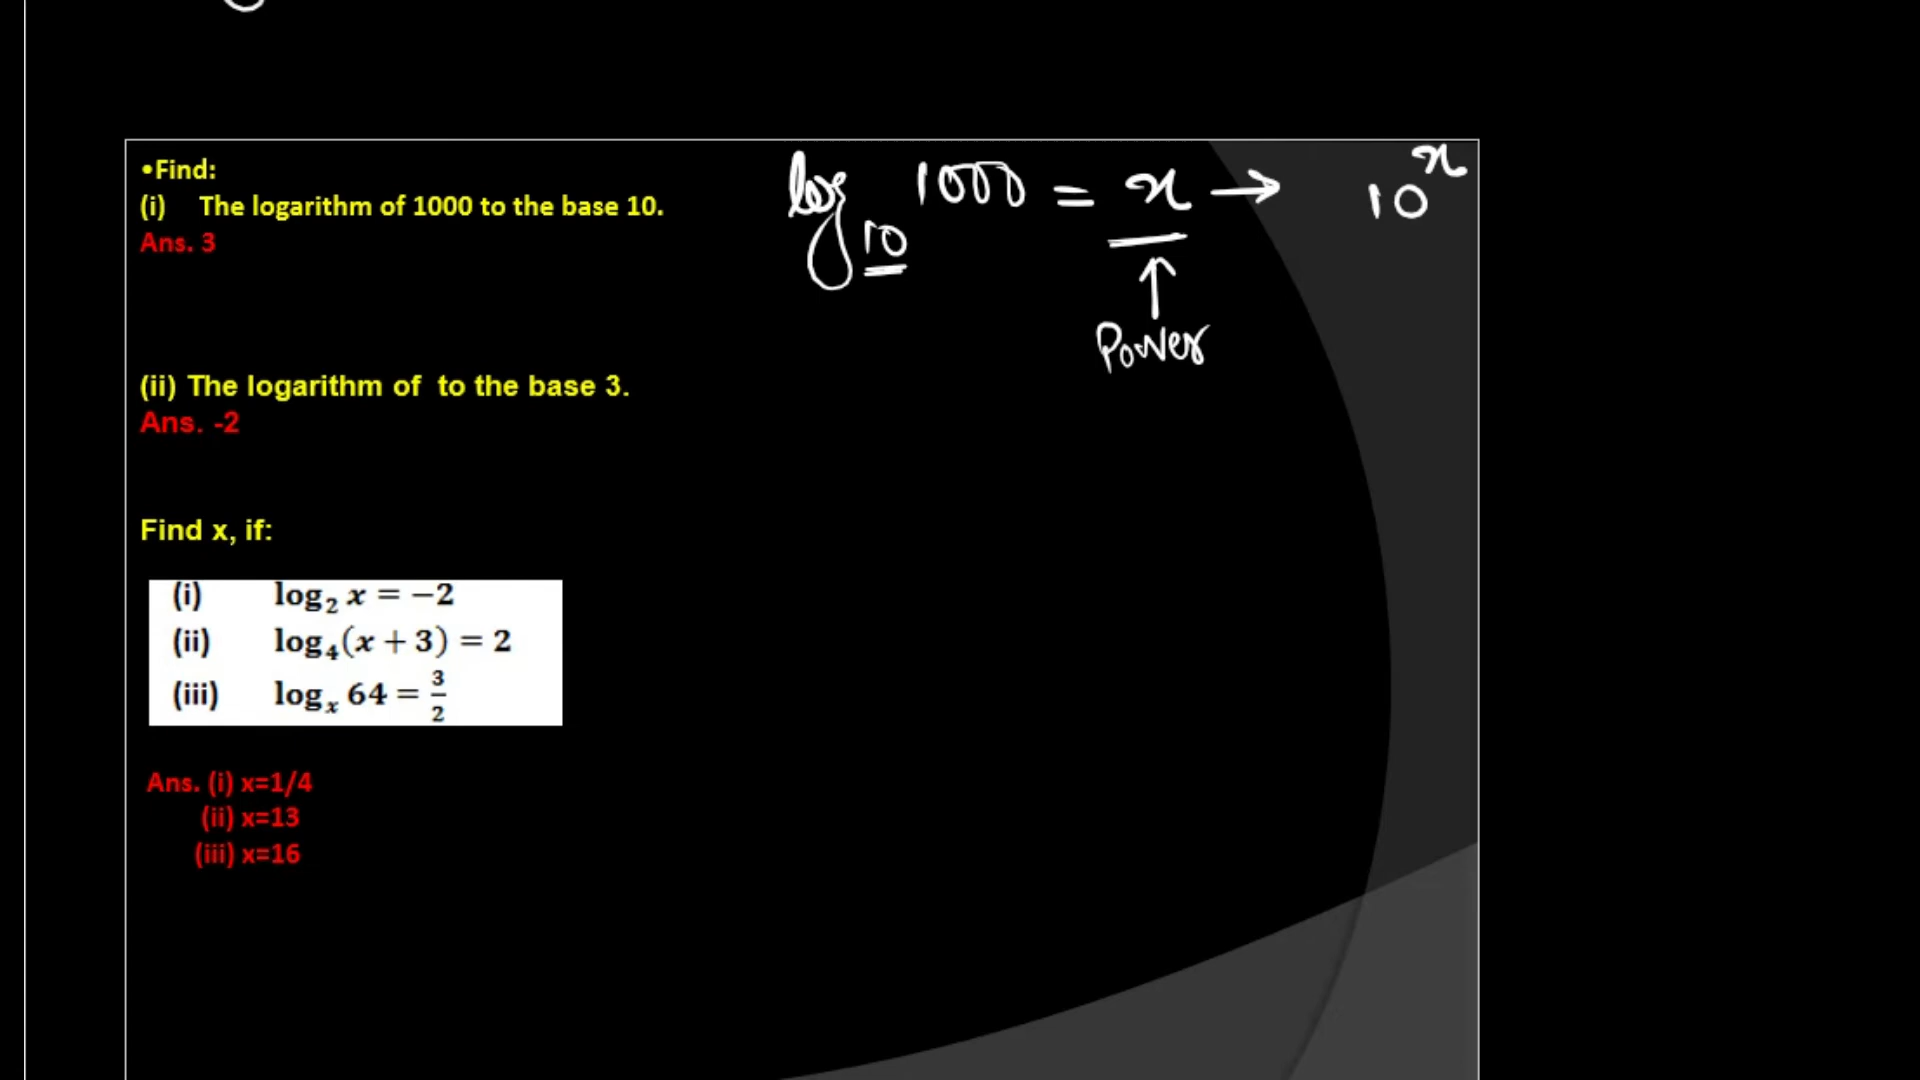 •Find:
(i) The logarithm of 1000 to the base 10.
Ans. 3
log₁₀ 1000 = x → 10ˣ
Power
(ii) The logarithm of to the base 3.
Ans. -2
Find x, if:
(i) log₂ x = −2
(ii) log₄(x + 3) = 2
(iii) logₓ 64 = 3/2
Ans. (i) x=1/4
(ii) x=13
(iii) x=16